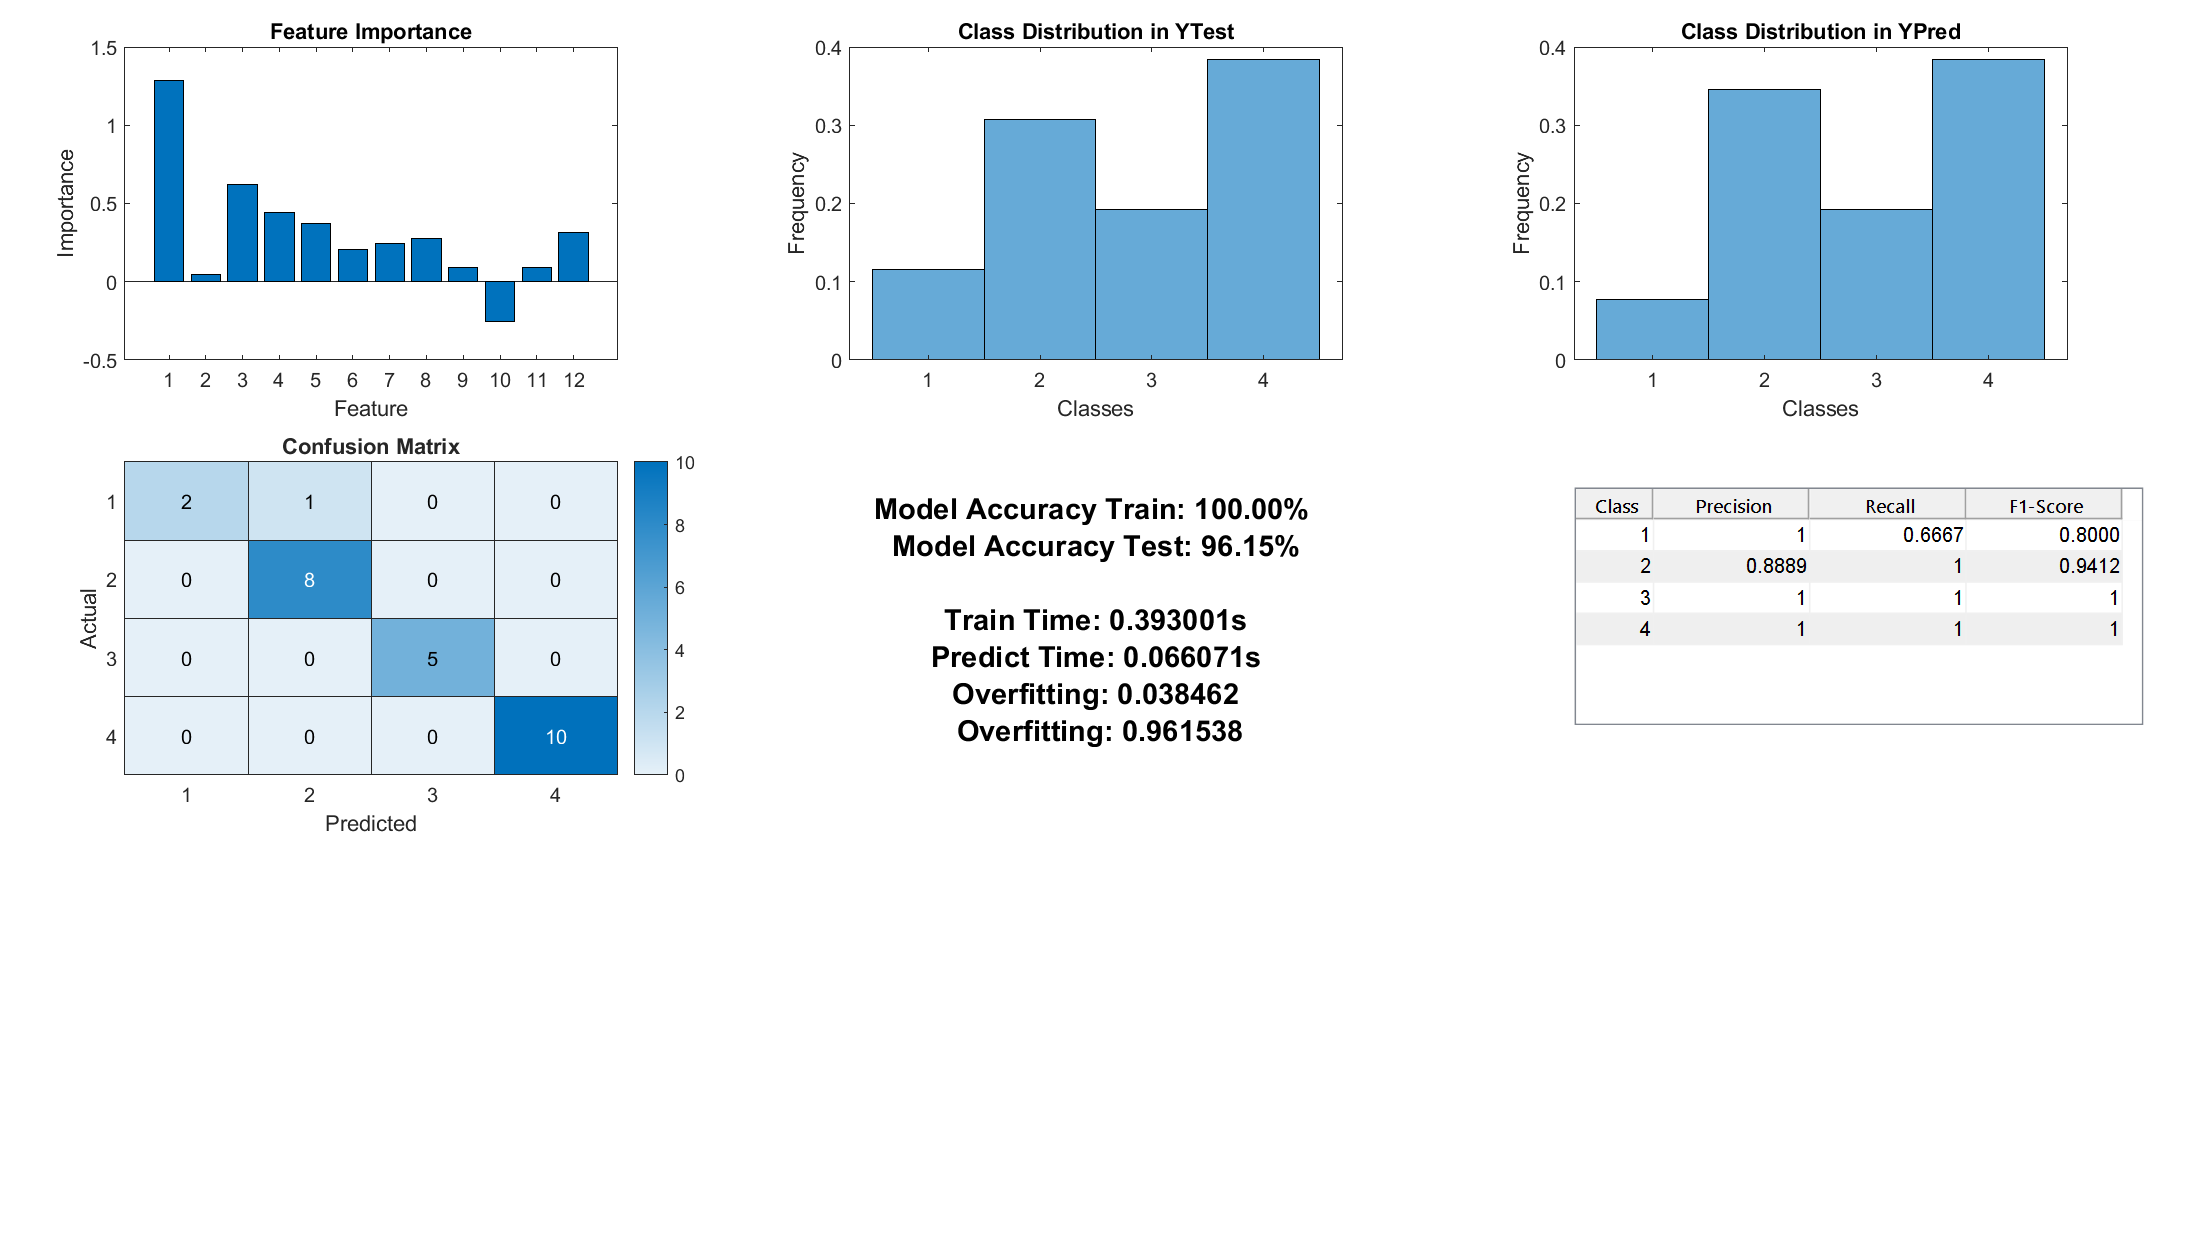 Feature Importance
1.5
1
0.5
0
-0.5
Importance
1 2 3 4 5 6 7 8 9 10 11 12
Feature
Class Distribution in YTest
0.4
0.3
0.2
0.1
0
Frequency
1 2 3 4
Classes
Class Distribution in YPred
0.4
0.3
0.2
0.1
0
Frequency
1 2 3 4
Classes
Confusion Matrix
Actual
1 2 1 0 0
2 0 8 0 0
3 0 0 5 0
4 0 0 0 10
1 2 3 4
Predicted
10
8
6
4
2
0
Model Accuracy Train: 100.00%
Model Accuracy Test: 96.15%
Train Time: 0.393001s
Predict Time: 0.066071s
Overfitting: 0.038462
Overfitting: 0.961538
Class Precision Recall F1-Score
1 1 0.6667 0.8000
2 0.8889 1 0.9412
3 1 1 1
4 1 1 1